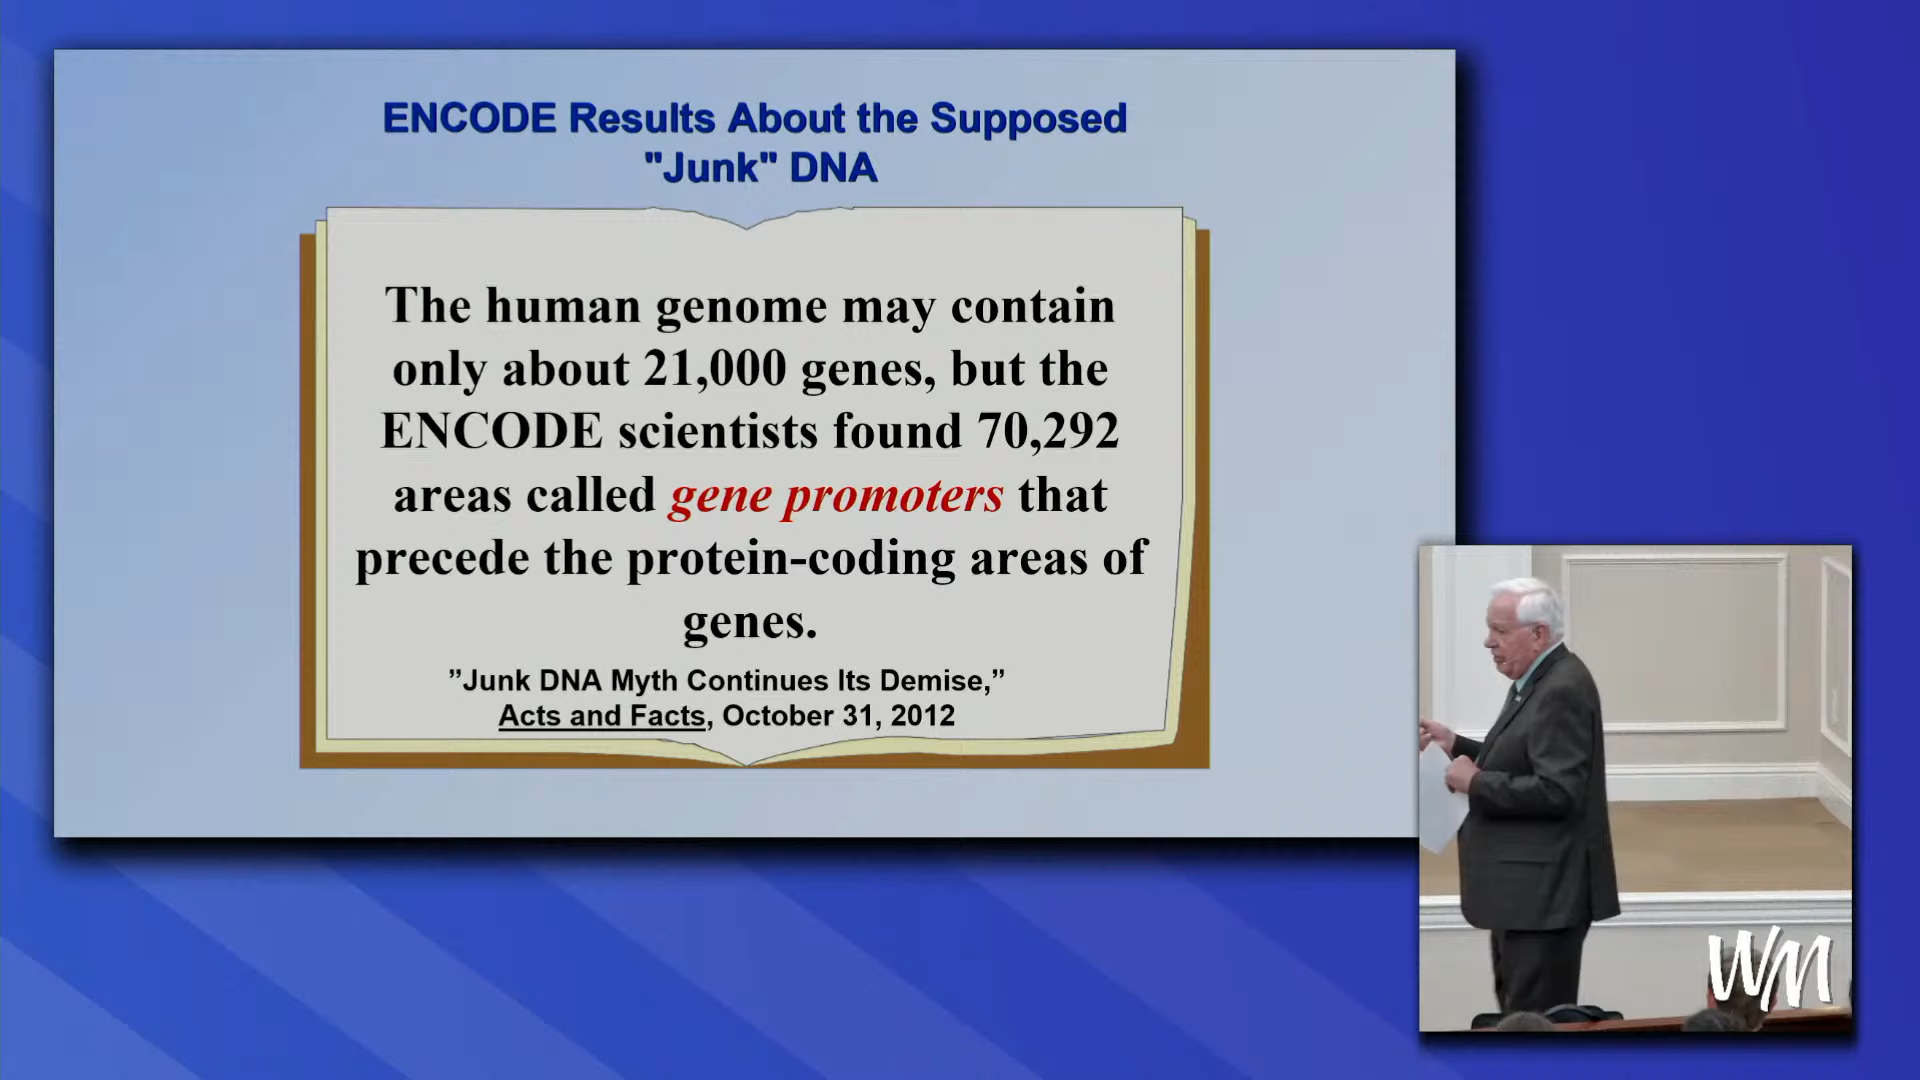 ENCODE Results About the Supposed
"Junk" DNA
The human genome may contain
only about 21,000 genes, but the
ENCODE scientists found 70,292
areas called gene promoters that
precede the protein-coding areas of
genes.
”Junk DNA Myth Continues Its Demise,”
Acts and Facts, October 31, 2012
WM